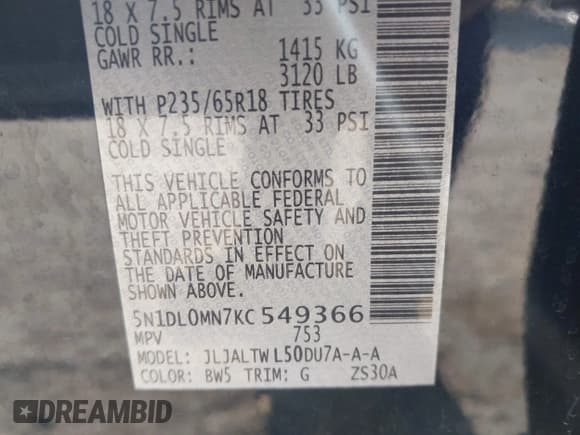 18 X 7.5 RIMS AT 33 PSI
COLD SINGLE
GAWR RR.: 1415 KG
3120 LB
WITH P235/65R18 TIRES
18 X 7.5 RIMS AT 33 PSI
COLD SINGLE
THIS VEHICLE CONFORMS TO
ALL APPLICABLE FEDERAL
MOTOR VEHICLE SAFETY AND
THEFT PREVENTION
STANDARDS IN EFFECT ON
THE DATE OF MANUFACTURE
SHOWN ABOVE.
5N1DL0MN7KC549366
MPV 753
MODEL: JLJALTWL50DU7A-A-A
COLOR: BW5 TRIM: G ZS30A
DREAMBID